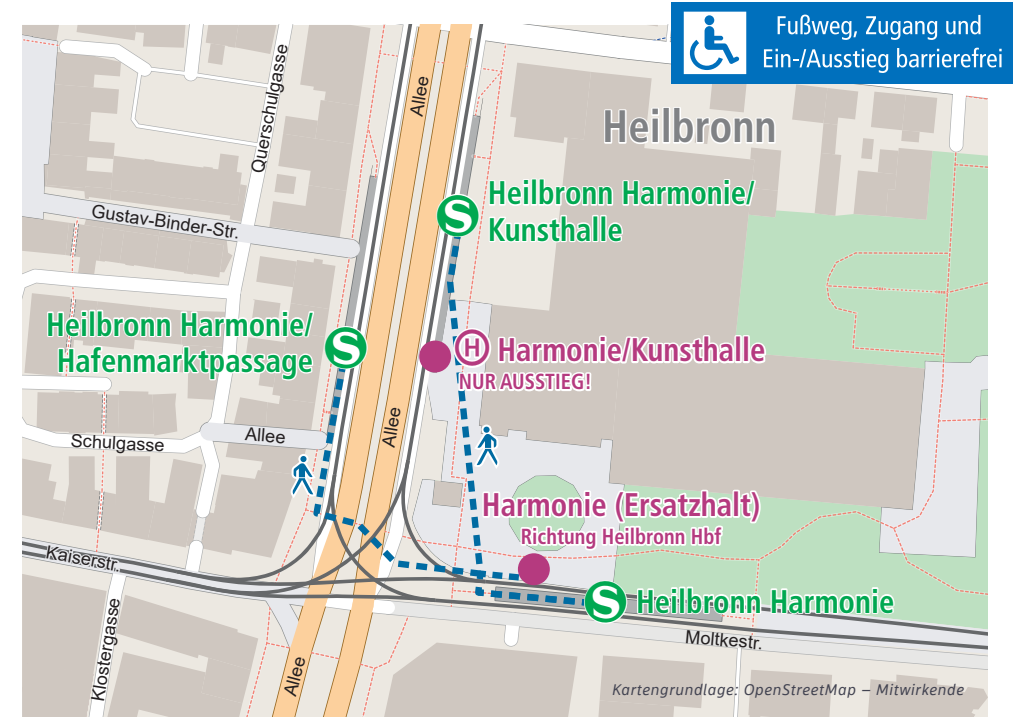 Fußweg, Zugang und
Ein-/Ausstieg barrierefrei
Heilbronn
Querschulgasse
Allee
Gustav-Binder-Str.
S
Heilbronn Harmonie/
Kunsthalle
Heilbronn Harmonie/
Hafenmarktpassage
S
H
Harmonie/Kunsthalle
NUR AUSSTIEG!
Schulgasse
Allee
Allee
Harmonie (Ersatzhalt)
Richtung Heilbronn Hbf
Kaiserstr.
S
Heilbronn Harmonie
Moltkestr.
Klostergasse
Allee
Kartengrundlage: OpenStreetMap – Mitwirkende